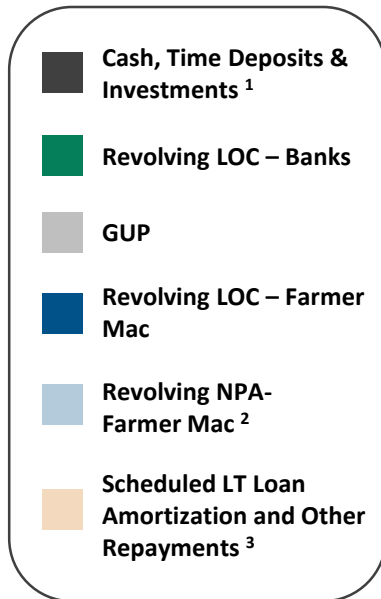 Cash, Time Deposits &
Investments ¹
Revolving LOC – Banks
GUP
Revolving LOC – Farmer
Mac
Revolving NPA-
Farmer Mac ²
Scheduled LT Loan
Amortization and Other
Repayments ³